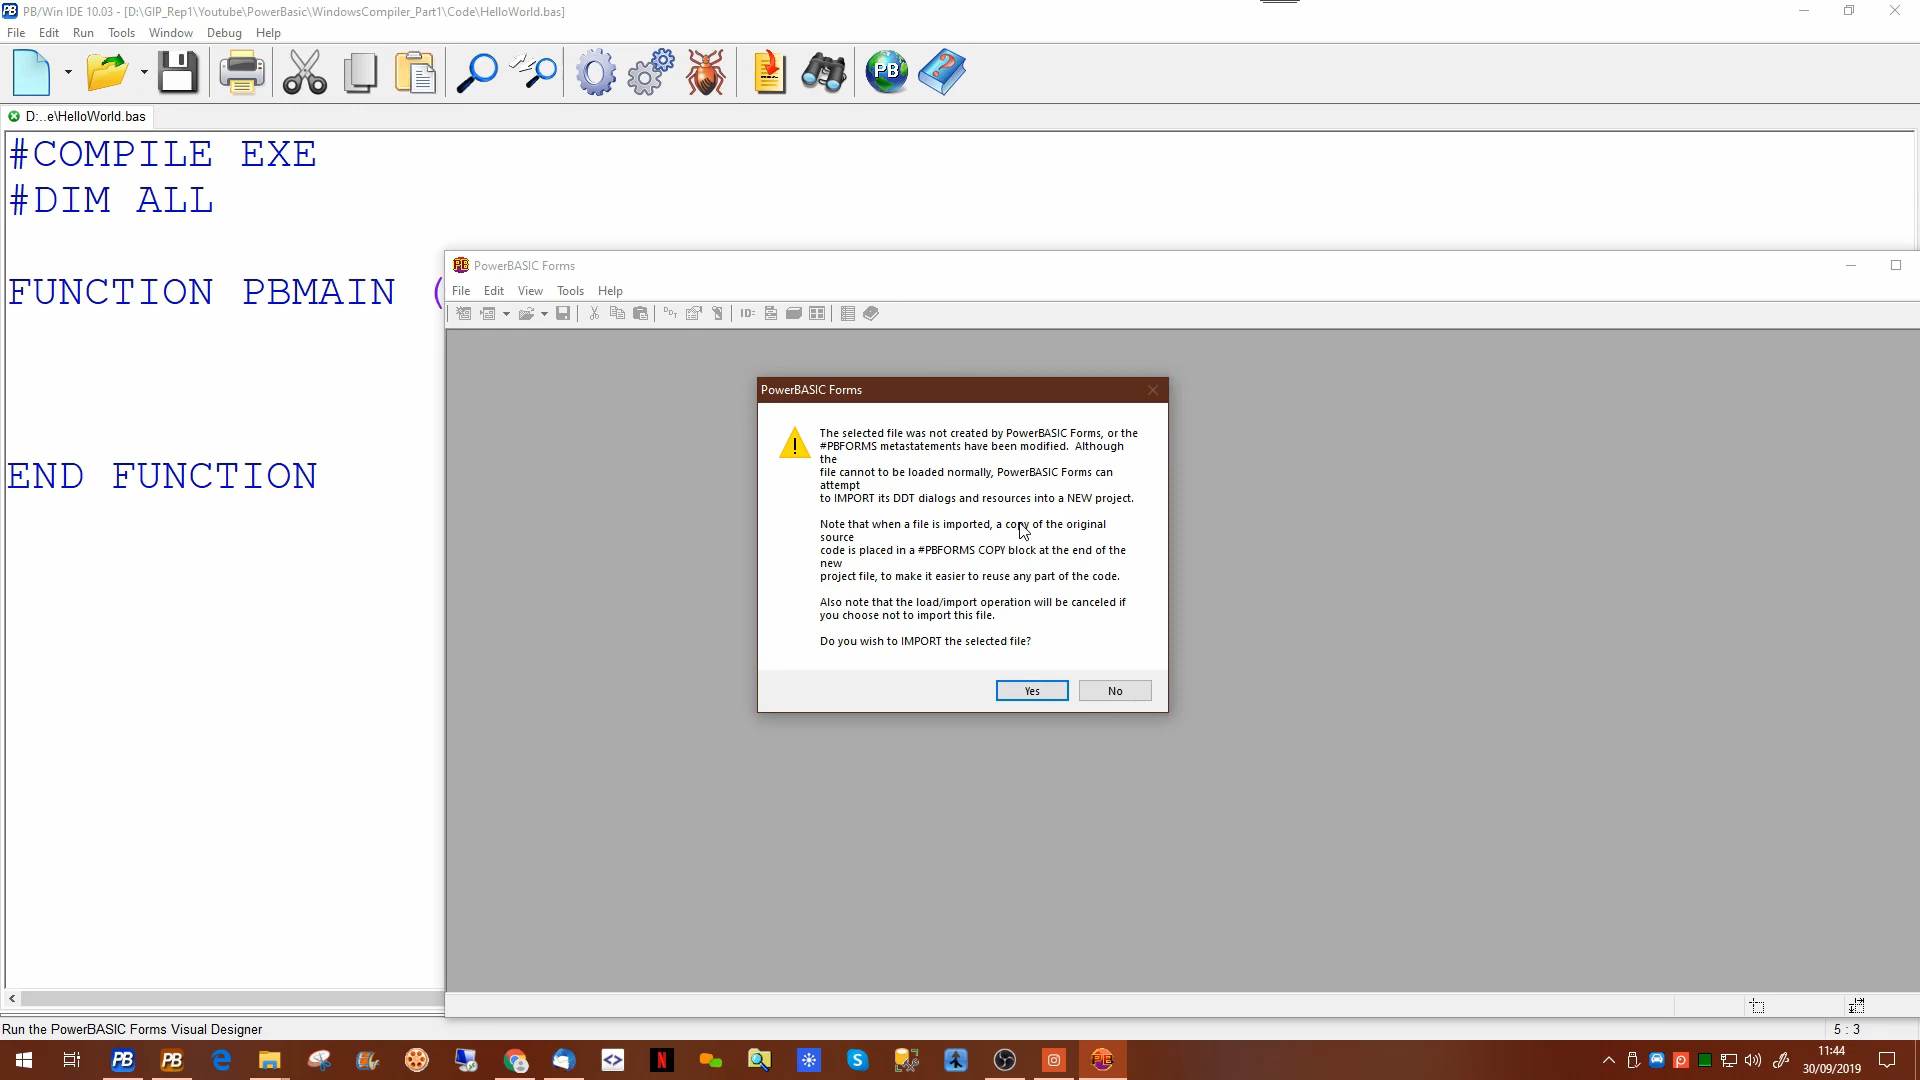 PB/Win IDE 10.03 - [D:\GIP_Rep1\Youtube\PowerBasic\WindowsCompiler_Part1\Code\HelloWorld.bas]
File Edit Run Tools Window Debug Help
D:..e\HelloWorld.bas
#COMPILE EXE
#DIM ALL
FUNCTION PBMAIN (
END FUNCTION
PowerBASIC Forms
File Edit View Tools Help
PowerBASIC Forms
The selected file was not created by PowerBASIC Forms, or the
#PBFORMS metastatements have been modified. Although
the
file cannot to be loaded normally, PowerBASIC Forms can
attempt
to IMPORT its DDT dialogs and resources into a NEW project.
Note that when a file is imported, a copy of the original
source
code is placed in a #PBFORMS COPY block at the end of the
new
project file, to make it easier to reuse any part of the code.
Also note that the load/import operation will be canceled if
you choose not to import this file.
Do you wish to IMPORT the selected file?
Yes No
Run the PowerBASIC Forms Visual Designer
5 : 3
11:44
30/09/2019